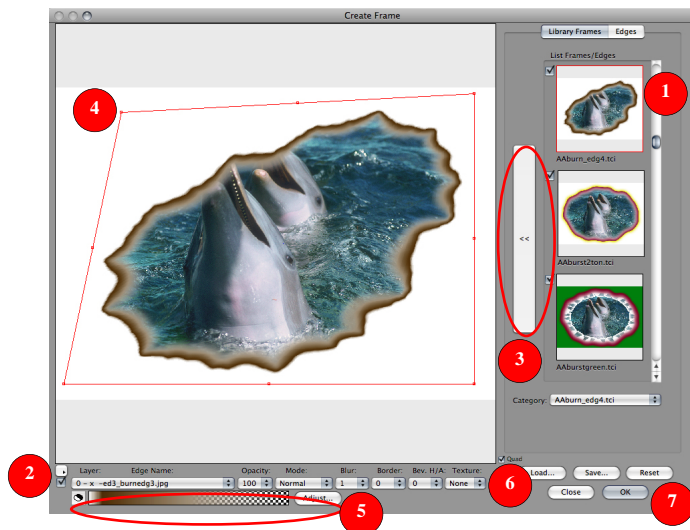 Create Frame
Library Frames Edges
List Frames/Edges
1
4
AAburn_edg4.tci
AAburst2ton.tci
<<
3
AAburstgreen.tci
Category: AAburn_edg4.tci
Quad
2
Layer: Edge Name: Opacity: Mode: Blur: Border: Bev. H/A: Texture:
0 - x -ed3_burnedg3.jpg 100 Normal 1 0 0 None
6
Load... Save... Reset
Adjust...
5
Close OK
7